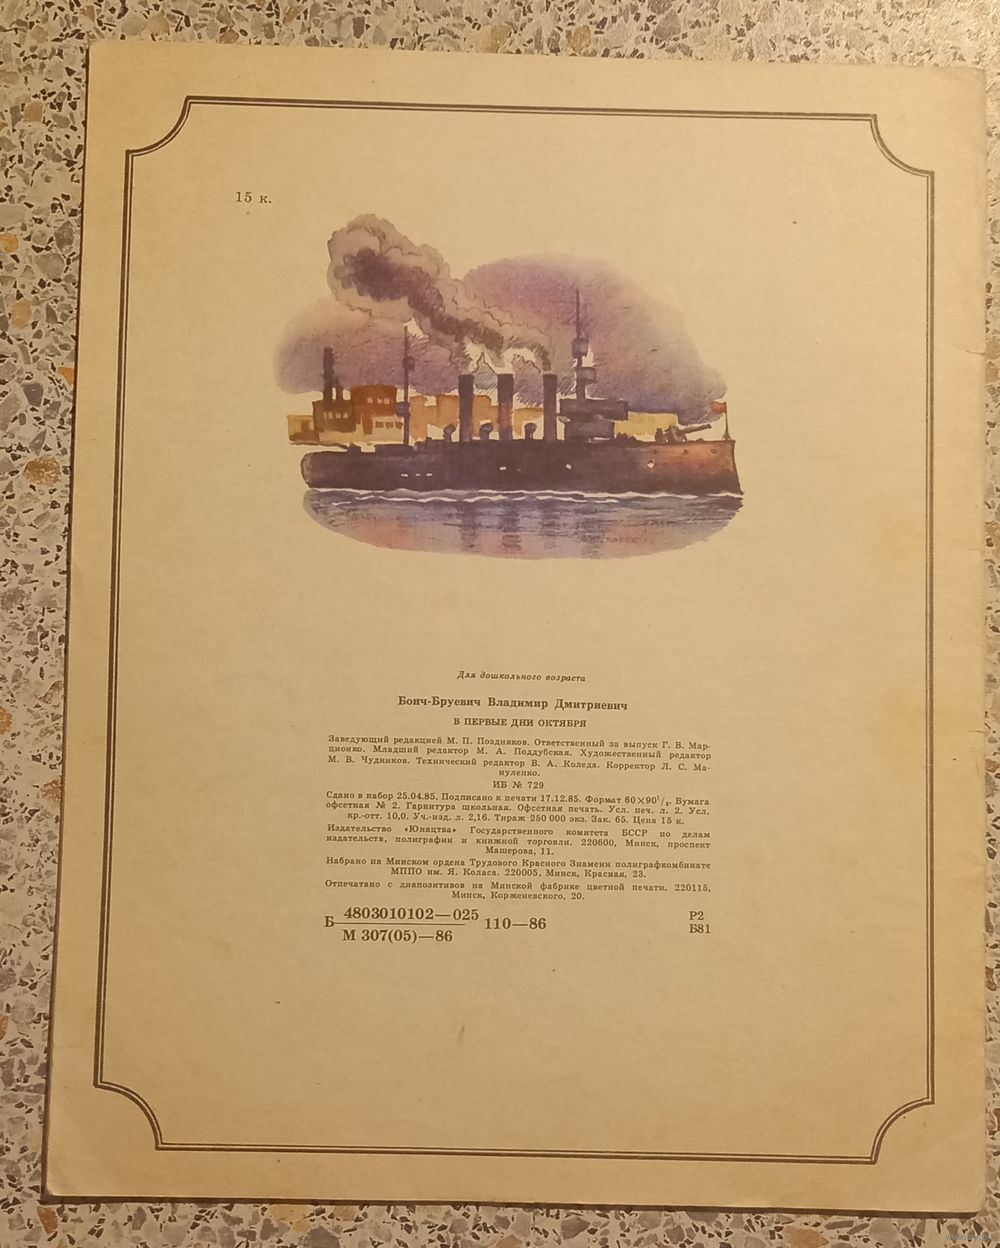 15 к.
Для дошкольного возраста
Бонч-Бруевич Владимир Дмитриевич
В ПЕРВЫЕ ДНИ ОКТЯБРЯ
Заведующий редакцией М. П. Поздняков. Ответственный за выпуск Г. В. Мар-
ционко. Младший редактор М. А. Поддубская. Художественный редактор
М. В. Чудников. Технический редактор В. А. Коледа. Корректор Л. С. Ма-
нуленко.
ИБ № 729
Сдано в набор 25.04.85. Подписано к печати 17.12.85. Формат 60×90¹/₈. Бумага
офсетная № 2. Гарнитура школьная. Офсетная печать. Усл. печ. л. 2. Усл.
кр.-отт. 10,0. Уч.-изд. л. 2,16. Тираж 250 000 экз. Зак. 65. Цена 15 к.
Издательство «Юнацтва» Государственного комитета БССР по делам
издательств, полиграфии и книжной торговли. 220600, Минск, проспект
Машерова, 11.
Набрано на Минском ордена Трудового Красного Знамени полиграфкомбинате
МППО им. Я. Коласа. 220005, Минск, Красная, 23.
Отпечатано с диапозитивов на Минской фабрике цветной печати. 220115,
Минск, Корженевского, 20.
Б 4803010102—025 110—86 Р2
М 307(05)—86 Б81